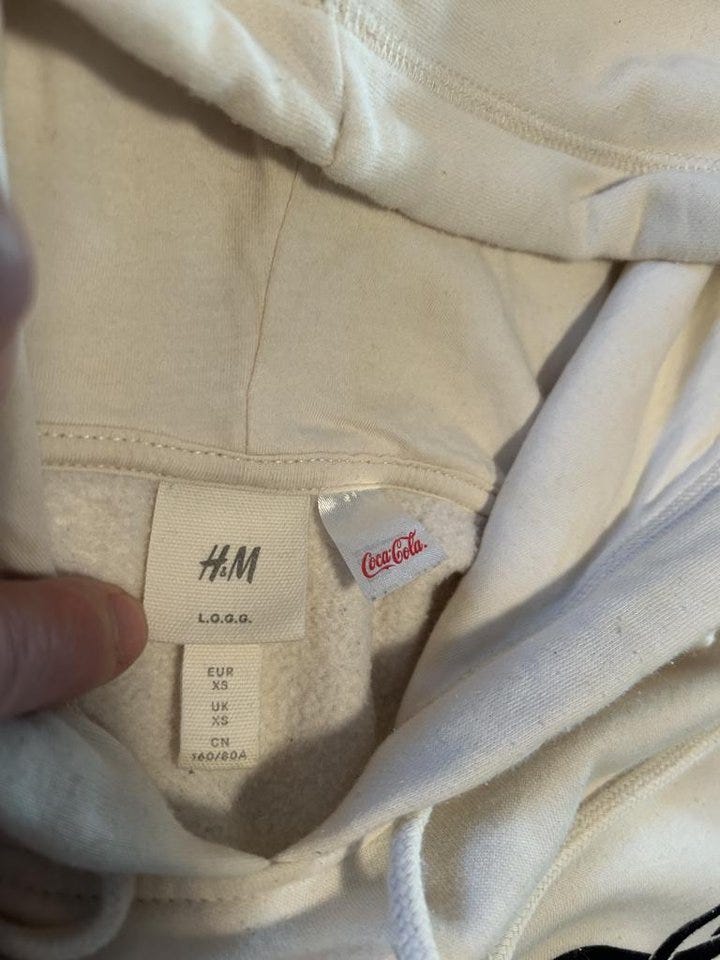 H&M
L.O.G.G.
Coca-Cola.
EUR
XS
UK
XS
CN
160/80A